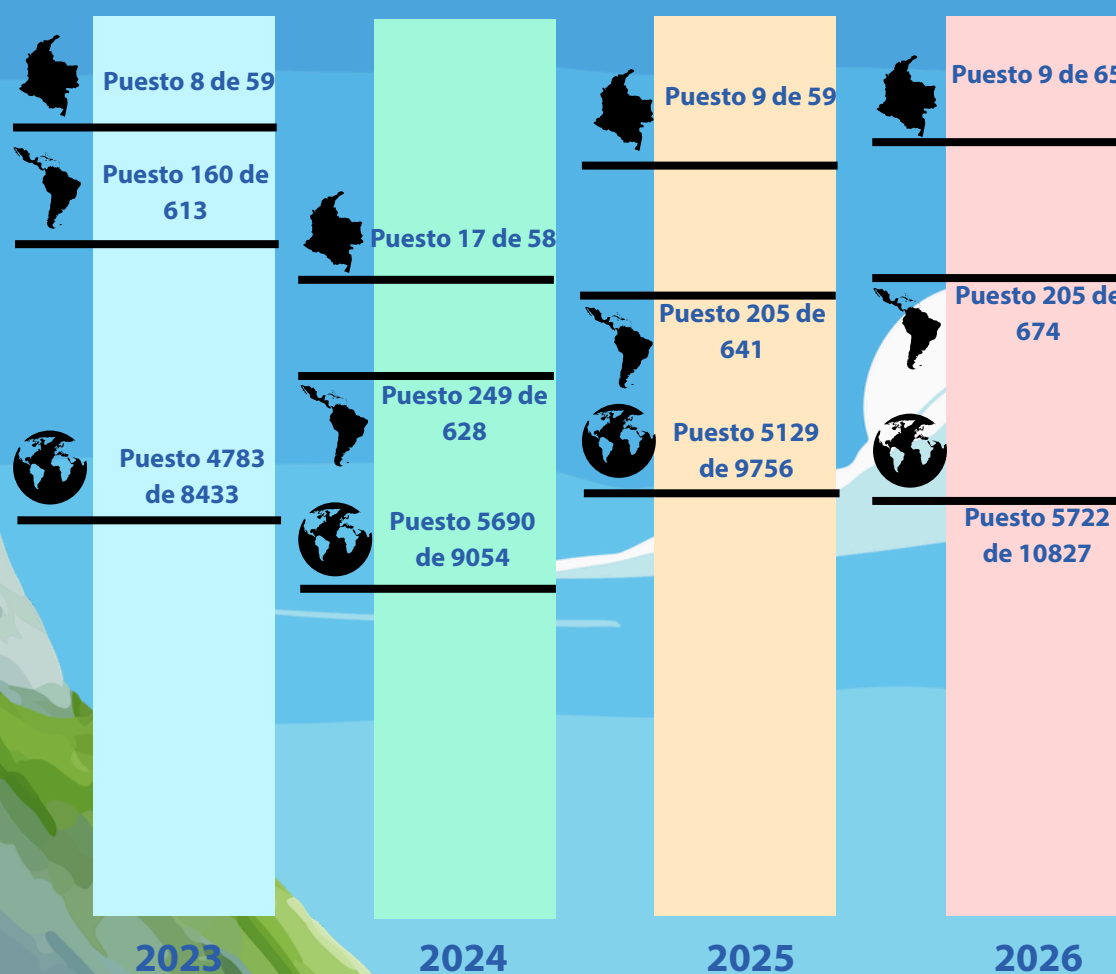 Puesto 8 de 59
Puesto 160 de
613
Puesto 4783
de 8433
2023
Puesto 17 de 58
Puesto 249 de
628
Puesto 5690
de 9054
2024
Puesto 9 de 59
Puesto 205 de
641
Puesto 5129
de 9756
2025
Puesto 9 de 65
Puesto 205 de
674
Puesto 5722
de 10827
2026